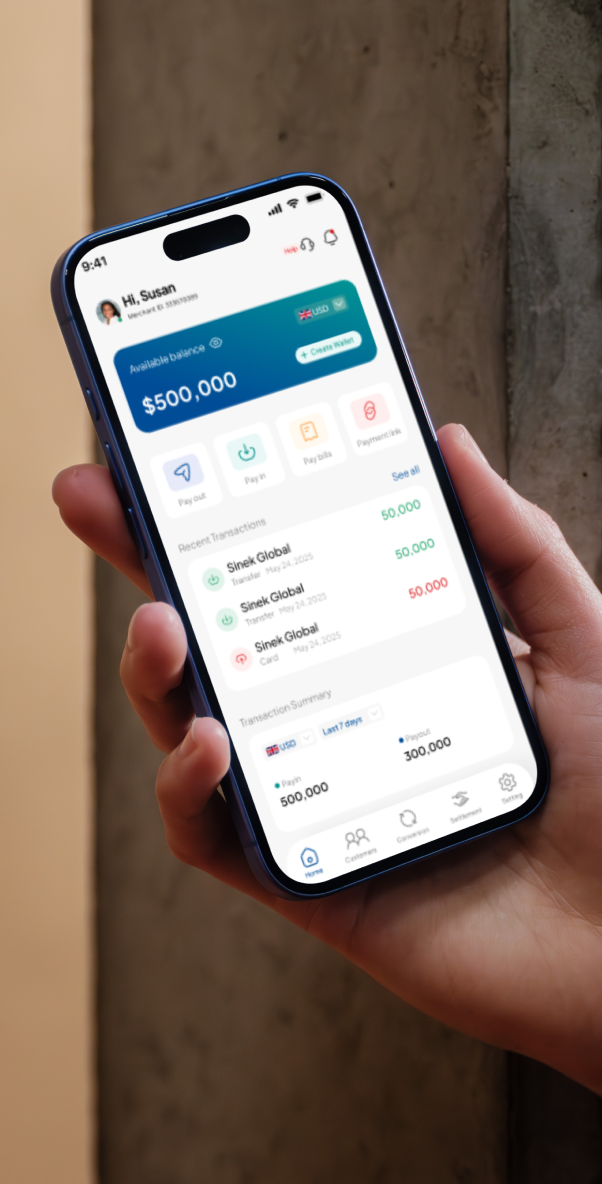 9:41
Help
Hi, Susan
Available balance
USD
$500,000
+ Create Wallet
Pay out
Pay in
Pay bills
Payment link
Recent Transactions
See all
Sinek Global
50,000
Transfer May 24, 2025
Sinek Global
50,000
Transfer May 24, 2025
Sinek Global
50,000
Card May 24, 2025
Transaction Summary
USD Last 7 days
Payin
Payout
500,000
300,000
Home
Customers
Conversion
Settlement
Setting